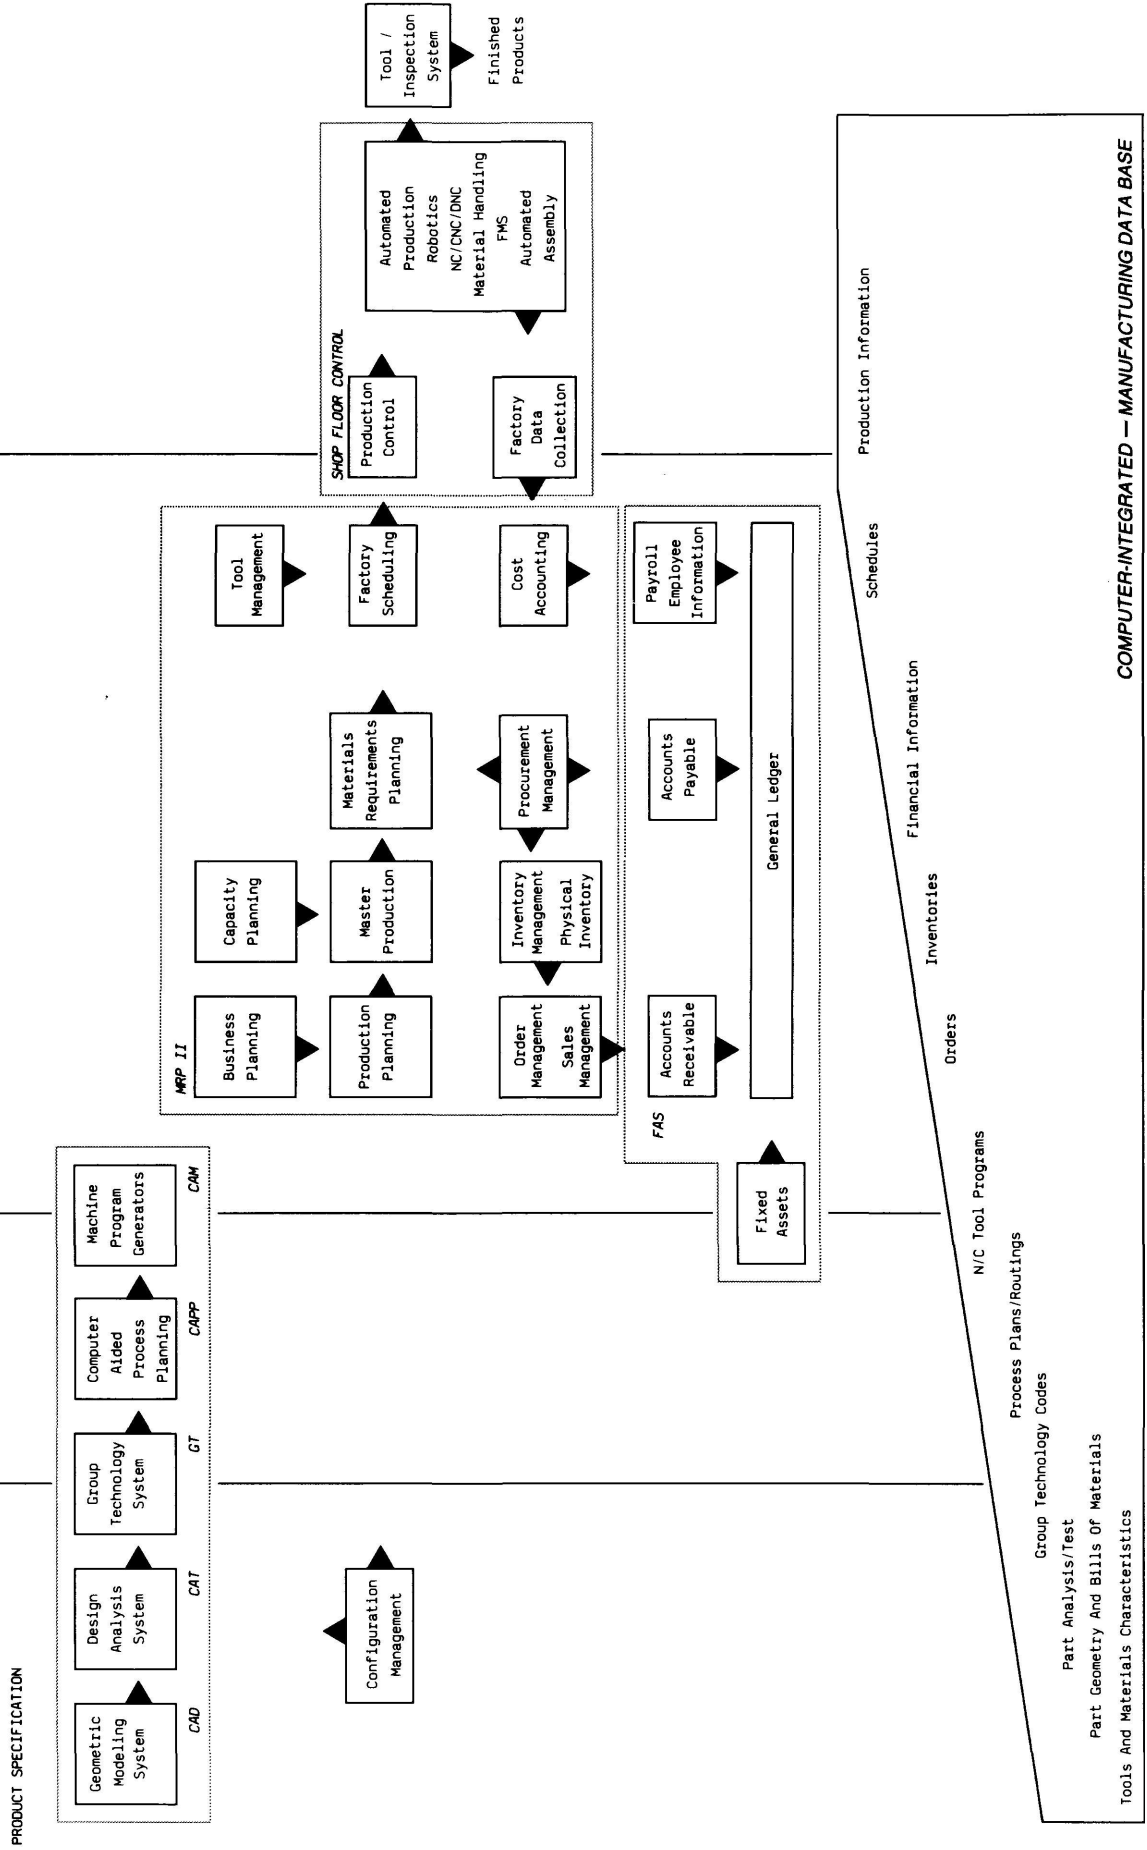 PRODUCT SPECIFICATION
Geometric
Modeling
System
CAD
Design
Analysis
System
CAT
Group
Technology
System
GT
Computer
Aided
Process
Planning
CAPP
Machine
Program
Generators
CAM
Configuration
Management
MRP II
Business
Planning
Capacity
Planning
Tool
Management
Production
Planning
Master
Production
Materials
Requirements
Planning
Factory
Scheduling
Order
Management
Sales
Management
Inventory
Management
Physical
Inventory
Procurement
Management
Cost
Accounting
SHOP FLOOR CONTROL
Production
Control
Factory
Data
Collection
Automated
Production
Robotics
NC/CNC/DNC
Material Handling
FMS
Automated
Assembly
Tool /
Inspection
System
Finished
Products
FAS
Fixed
Assets
Accounts
Receivable
Accounts
Payable
Payroll
Employee
Information
General Ledger
Production Information
Schedules
Financial Information
Inventories
Orders
N/C Tool Programs
Process Plans/Routings
Group Technology Codes
Part Analysis/Test
Part Geometry And Bills Of Materials
Tools And Materials Characteristics
COMPUTER-INTEGRATED — MANUFACTURING DATA BASE